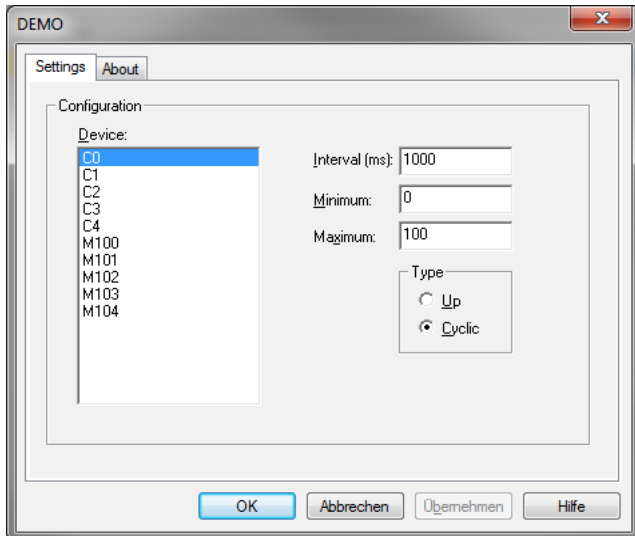 DEMO
Settings
About
Configuration
Device:
C0
C1
C2
C3
C4
M100
M101
M102
M103
M104
Interval (ms): 1000
Minimum: 0
Maximum: 100
Type
Up
Cyclic
OK
Abbrechen
Übernehmen
Hilfe